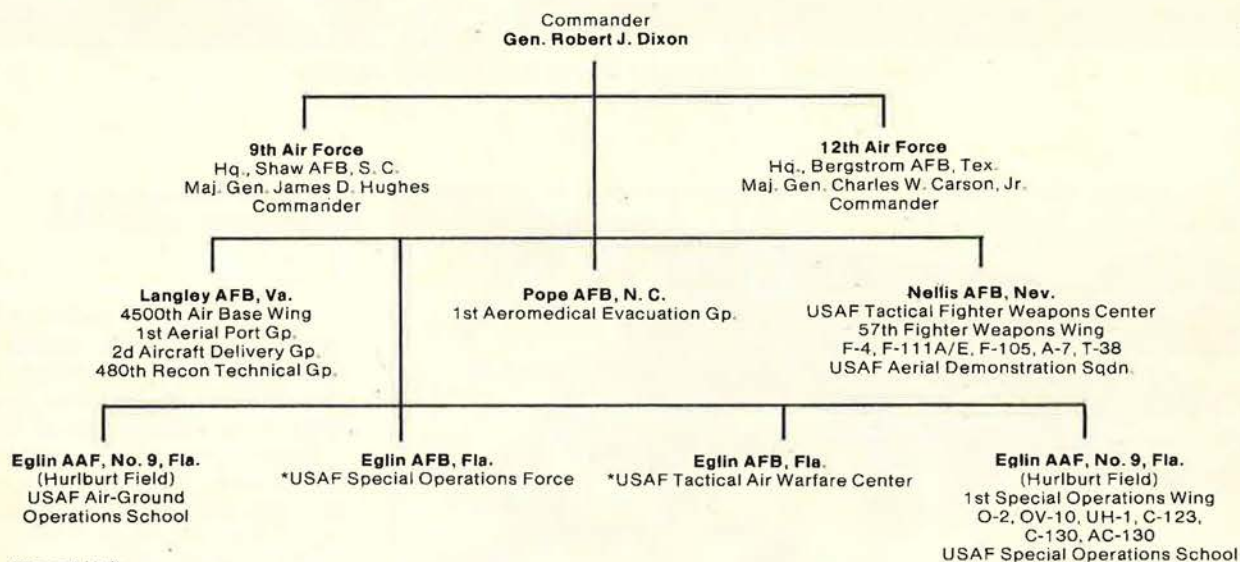 Commander
Gen. Robert J. Dixon
9th Air Force
Hq., Shaw AFB, S. C.
Maj. Gen. James D. Hughes
Commander
12th Air Force
Hq., Bergstrom AFB, Tex.
Maj. Gen. Charles W. Carson, Jr.
Commander
Langley AFB, Va.
4500th Air Base Wing
1st Aerial Port Gp.
2d Aircraft Delivery Gp.
480th Recon Technical Gp.
Pope AFB, N. C.
1st Aeromedical Evacuation Gp.
Nellis AFB, Nev.
USAF Tactical Fighter Weapons Center
57th Fighter Weapons Wing
F-4, F-111A/E, F-105, A-7, T-38
USAF Aerial Demonstration Sqdn.
Eglin AAF, No. 9, Fla.
(Hurlburt Field)
USAF Air-Ground
Operations School
Eglin AFB, Fla.
*USAF Special Operations Force
Eglin AFB, Fla.
*USAF Tactical Air Warfare Center
Eglin AAF, No. 9, Fla.
(Hurlburt Field)
1st Special Operations Wing
O-2, OV-10, UH-1, C-123,
C-130, AC-130
USAF Special Operations School